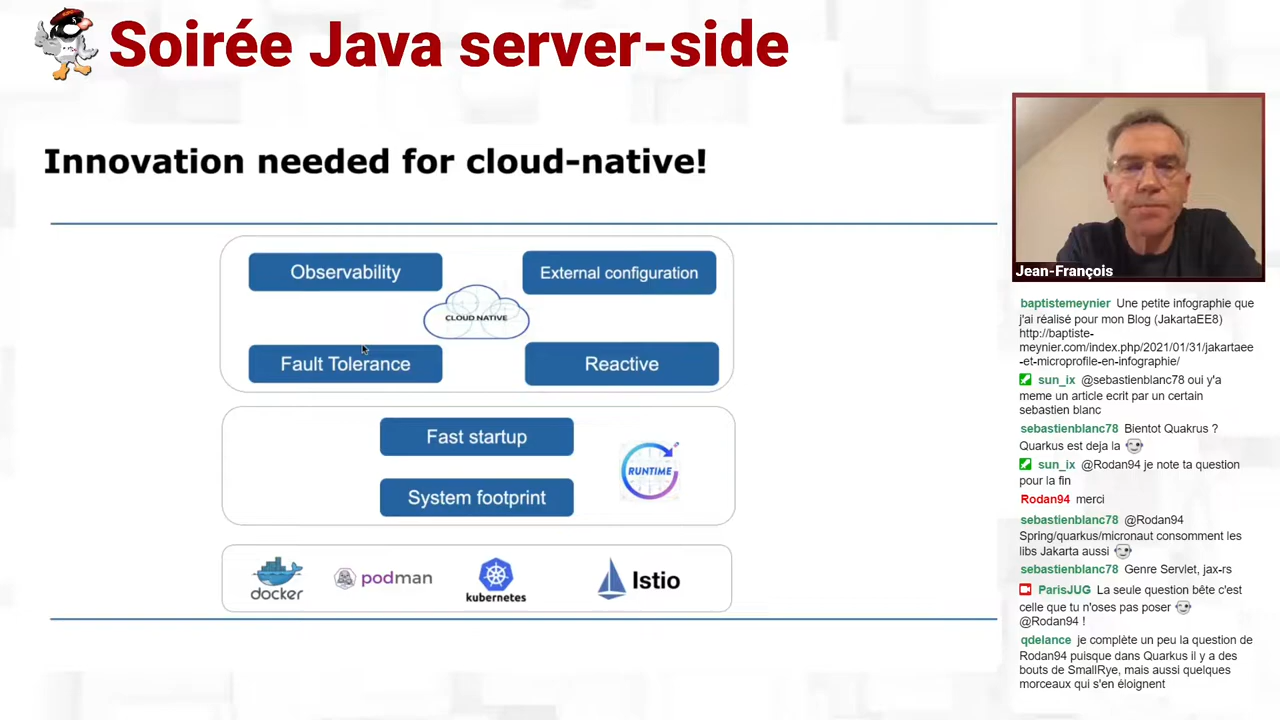 Soirée Java server-side
Innovation needed for cloud-native!
Observability
External configuration
CLOUD NATIVE
Fault Tolerance
Reactive
Fast startup
RUNTIME
System footprint
docker
podman
kubernetes
Istio
Jean-François
baptistemeynier Une petite infographie que
j'ai réalisé pour mon Blog (JakartaEE8)
http://baptiste-
meynier.com/index.php/2021/01/31/jakartaee
-et-microprofile-en-infographie/
sun_ix @sebastienblanc78 oui y'a
meme un article ecrit par un certain
sebastien blanc
sebastienblanc78 Bientot Quakrus ?
Quarkus est deja la
sun_ix @Rodan94 je note ta question
pour la fin
Rodan94 merci
sebastienblanc78 @Rodan94
Spring/quarkus/micronaut consomment les
libs Jakarta aussi
sebastienblanc78 Genre Servlet, jax-rs
ParisJUG La seule question bête c'est
celle que tu n'oses pas poser
@Rodan94 !
qdelance je complète un peu la question de
Rodan94 puisque dans Quarkus il y a des
bouts de SmallRye, mais aussi quelques
morceaux qui s'en éloignent